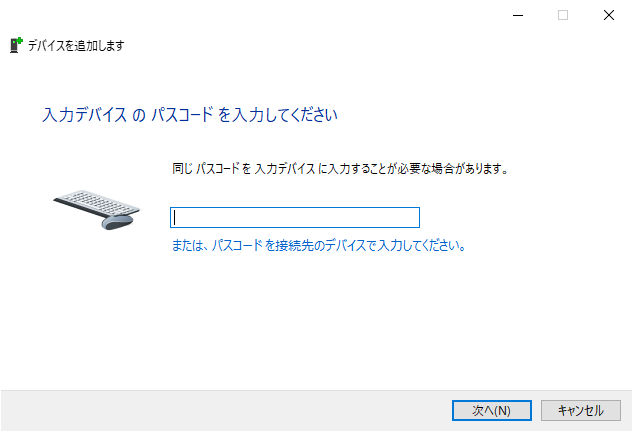 デバイスを追加します
入力デバイス の パスコード を入力してください
同じ パスコード を 入力デバイス に入力することが必要な場合があります。
または、パスコード を接続先のデバイスで入力してください。
次へ(N)
キャンセル